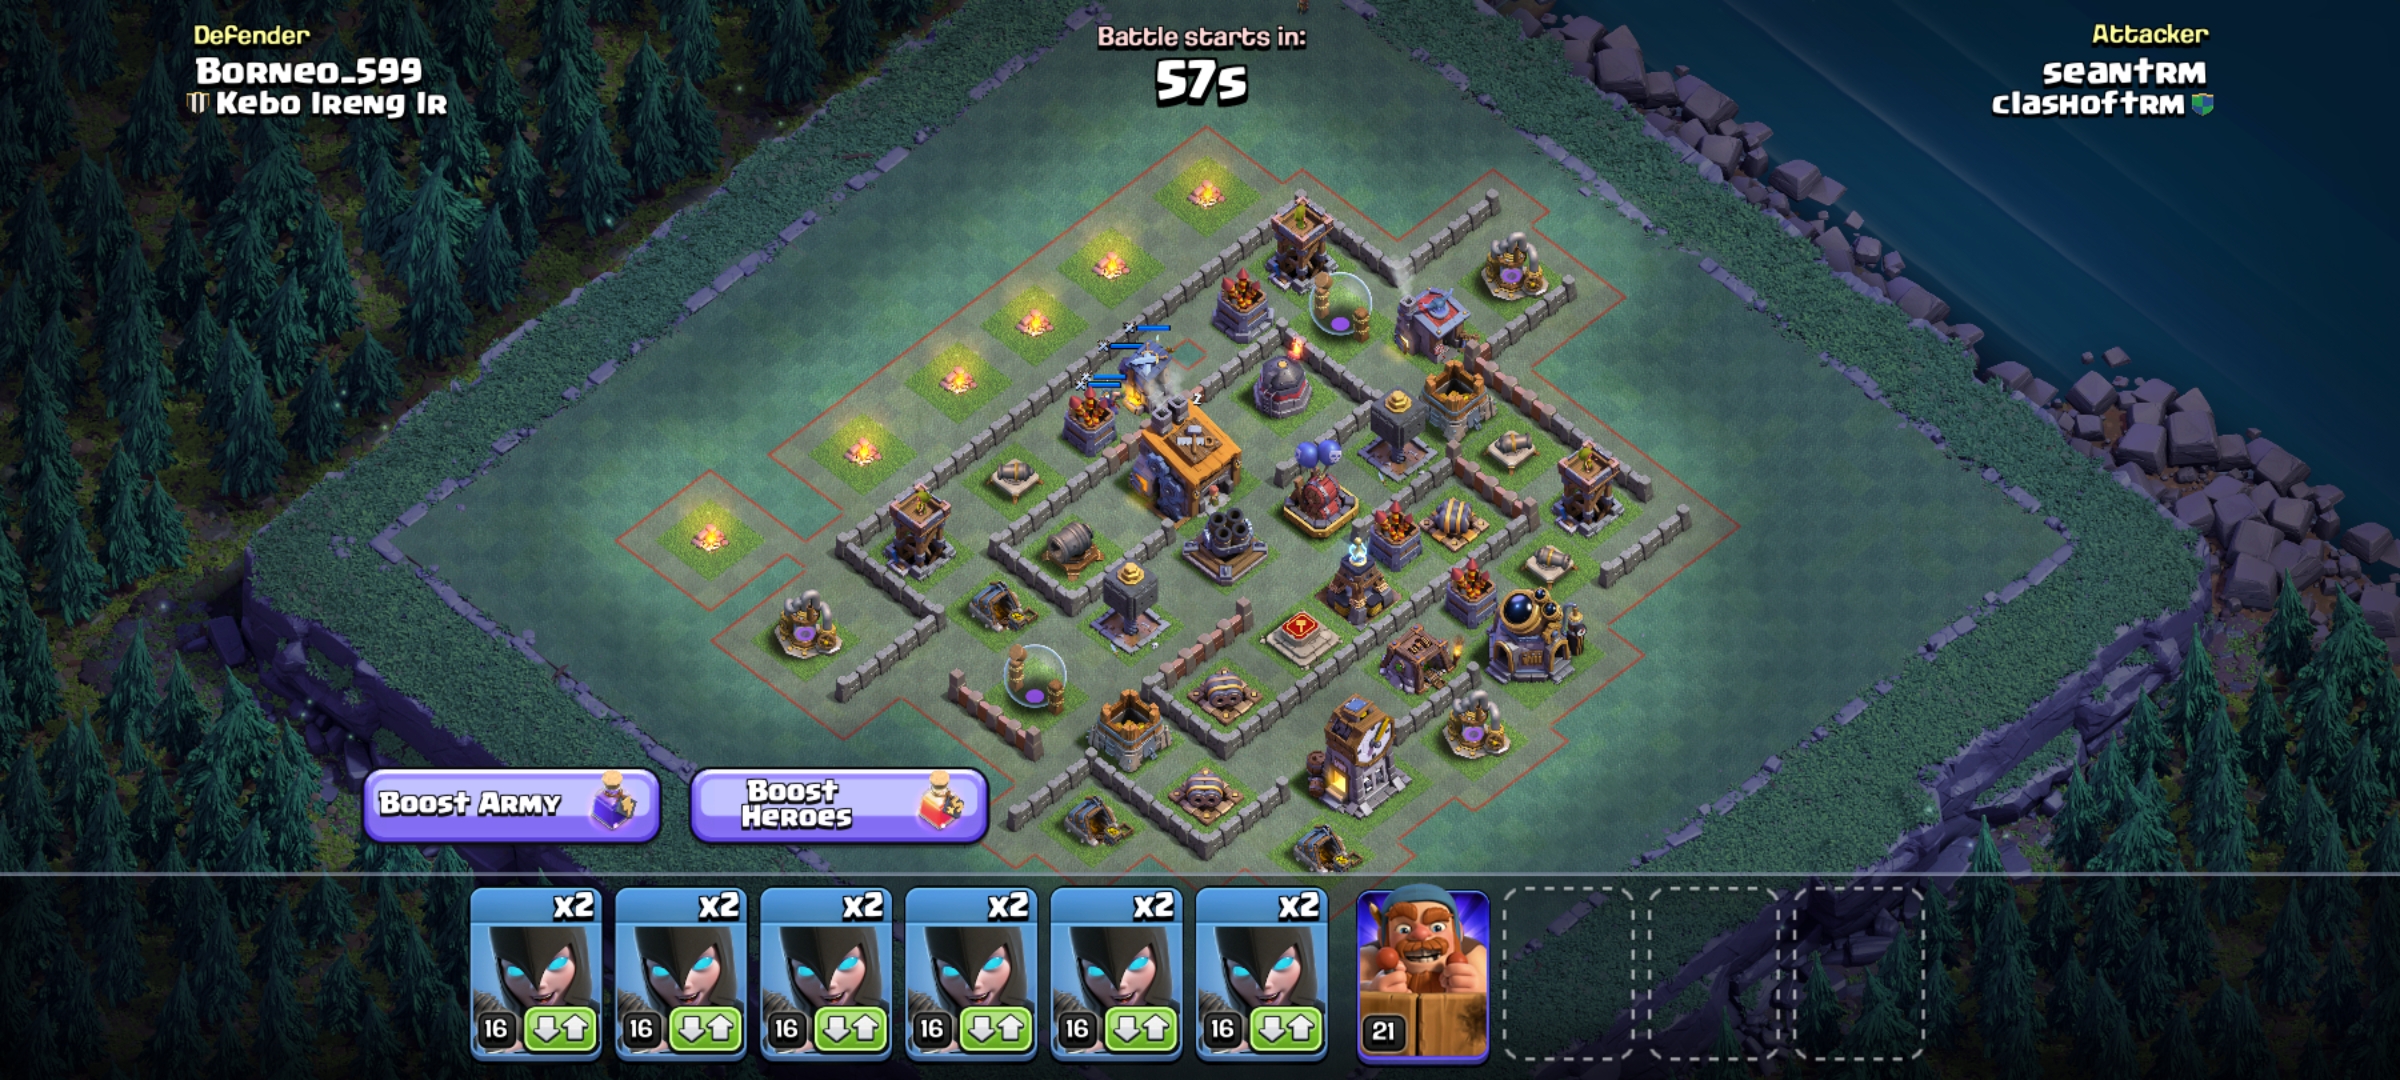 Defender
Borneo_599
Kebo Ireng Ir
Battle starts in:
57s
Attacker
seantRM
clashoftRM
Boost Army
Boost
Heroes
x2
x2
x2
x2
x2
x2
16
16
16
16
16
16
21